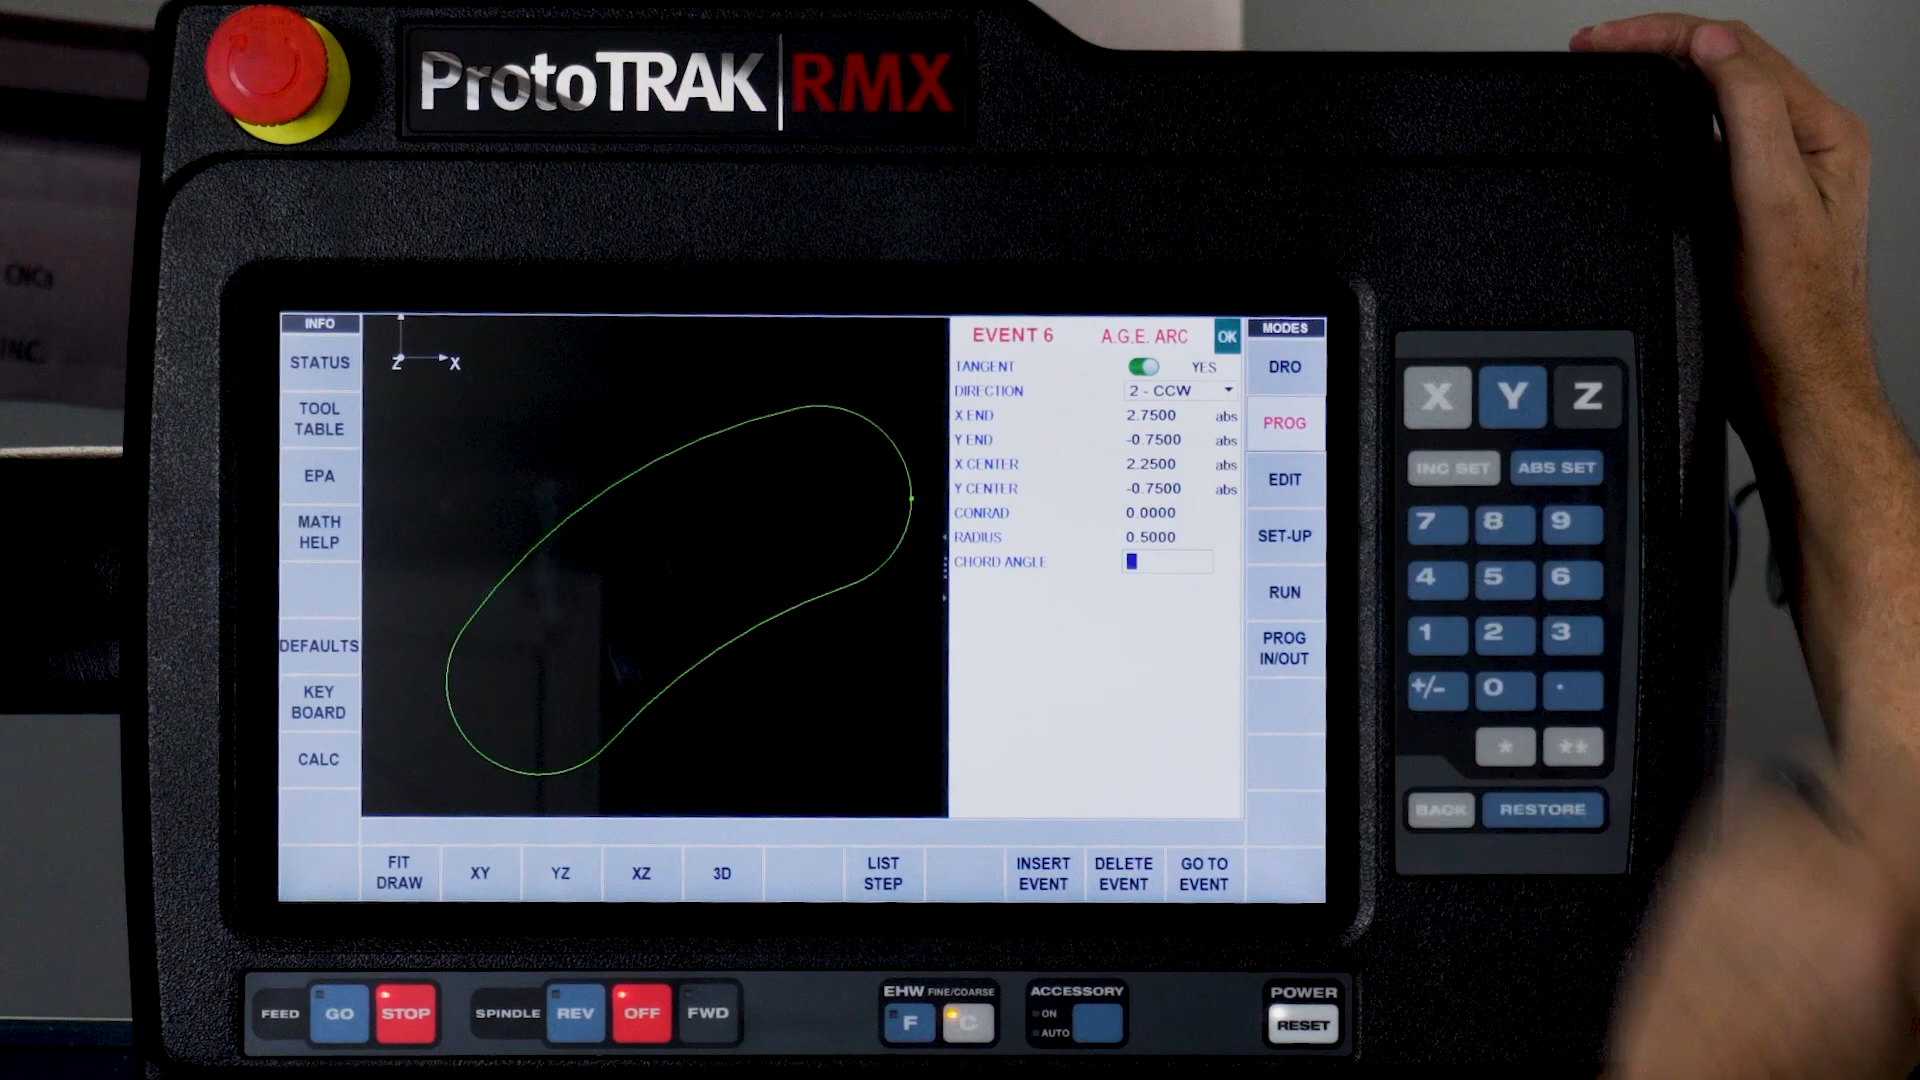 ProtoTRAK RMX
CNCs
INC.
INFO
STATUS
TOOL
TABLE
EPA
MATH
HELP
DEFAULTS
KEY
BOARD
CALC
Z X
EVENT 6 A.G.E. ARC OK
TANGENT YES
DIRECTION 2 - CCW
X END 2.7500 abs
Y END -0.7500 abs
X CENTER 2.2500 abs
Y CENTER -0.7500 abs
CONRAD 0.0000
RADIUS 0.5000
CHORD ANGLE
MODES
DRO
PROG
EDIT
SET-UP
RUN
PROG
IN/OUT
FIT
DRAW
XY
YZ
XZ
3D
LIST
STEP
INSERT
EVENT
DELETE
EVENT
GO TO
EVENT
X Y Z
INC SET ABS SET
7 8 9
4 5 6
1 2 3
+/- 0 .
* **
BACK RESTORE
FEED GO STOP
SPINDLE REV OFF FWD
EHW FINE/COARSE
F C
ACCESSORY
ON
AUTO
POWER
RESET